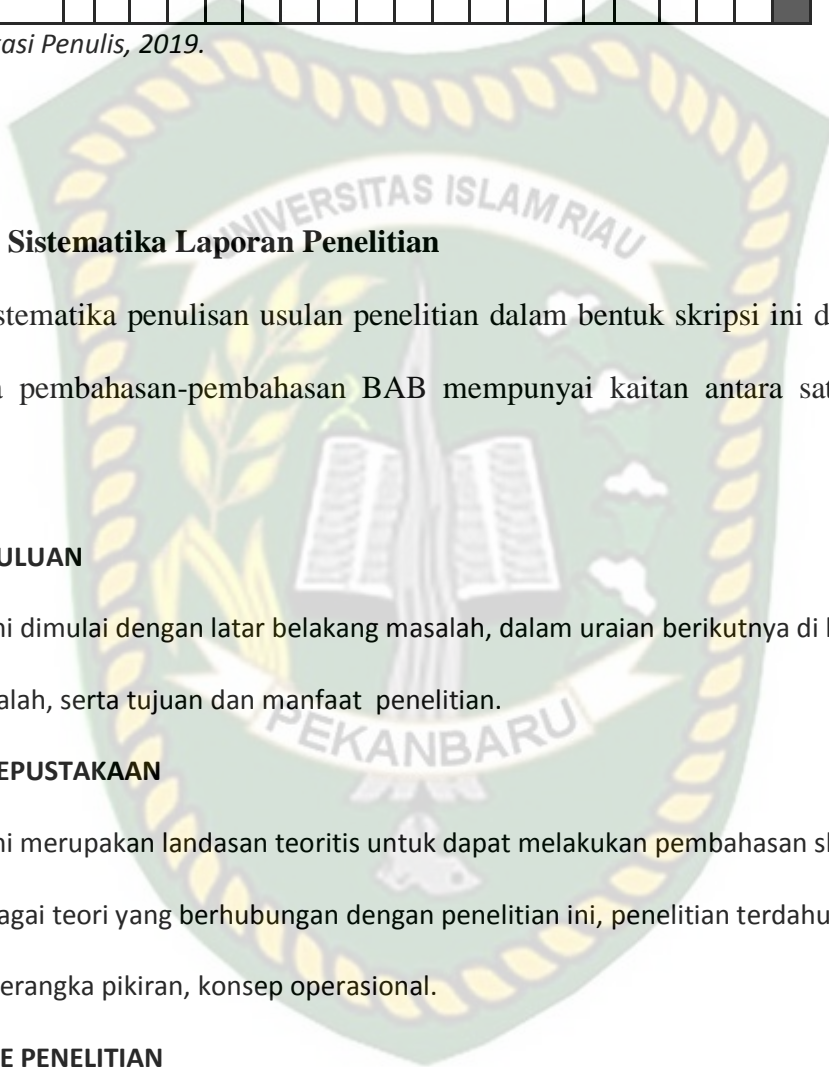 asi Penulis, 2019.
UNIVERSITAS ISLAM RIAU
Sistematika Laporan Penelitian
stematika penulisan usulan penelitian dalam bentuk skripsi ini d
pembahasan-pembahasan BAB mempunyai kaitan antara sat
ULUAN
ni dimulai dengan latar belakang masalah, dalam uraian berikutnya di
alah, serta tujuan dan manfaat penelitian.
PEKANBARU
EPUSTAKAAN
ni merupakan landasan teoritis untuk dapat melakukan pembahasan
agai teori yang berhubungan dengan penelitian ini, penelitian terdahu
erangka pikiran, konsep operasional.
E PENELITIAN